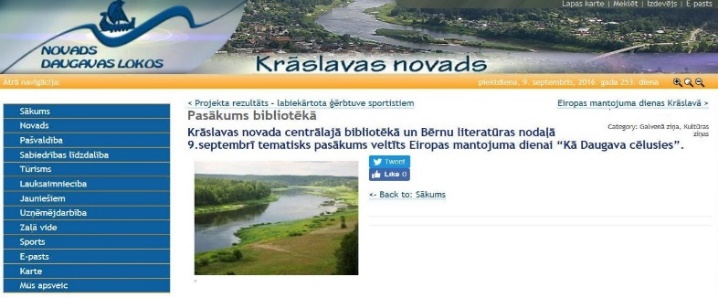 Lapas karte | Meklēt | Izdevējs | E-pasts
NOVADS
DAUGAVAS LOKOS
Krāslavas novads
Ātrā navigācija:
piektdiena, 9. septembris, 2016. gada 253. diena
Sākums
Novads
Pašvaldība
Sabiedrības līdzdalība
Tūrisms
Lauksaimniecība
Jauniešiem
Uzņēmējdarbība
Zaļā vide
Sports
E-pasts
Karte
Mūs apsveic
< Projekta rezultāts - labiekārtota ģērbtuve sportistiem
Eiropas mantojuma dienas Krāslavā >
Pasākums bibliotēkā
Category: Galvenā ziņa, Kultūras
ziņas
Krāslavas novada centrālajā bibliotēkā un Bērnu literatūras nodaļā
9.septembrī tematisks pasākums veltīts Eiropas mantojuma dienai “Kā Daugava cēlusies”.
Tweet
Like 0
<- Back to: Sākums